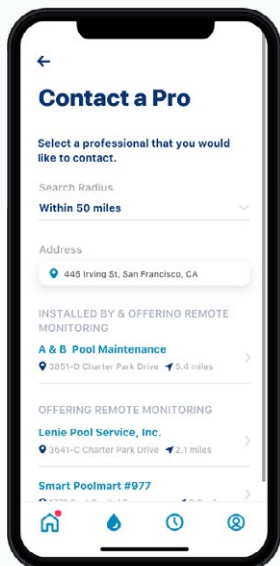 Contact a Pro
Select a professional that you would
like to contact.
Search Radius
Within 50 miles
Address
445 Irving St, San Francisco, CA
INSTALLED BY & OFFERING REMOTE
MONITORING
A & B Pool Maintenance
3851-D Charter Park Drive 5.4 miles
OFFERING REMOTE MONITORING
Lenie Pool Service, Inc.
3641-C Charter Park Drive 2.1 miles
Smart Poolmart #977